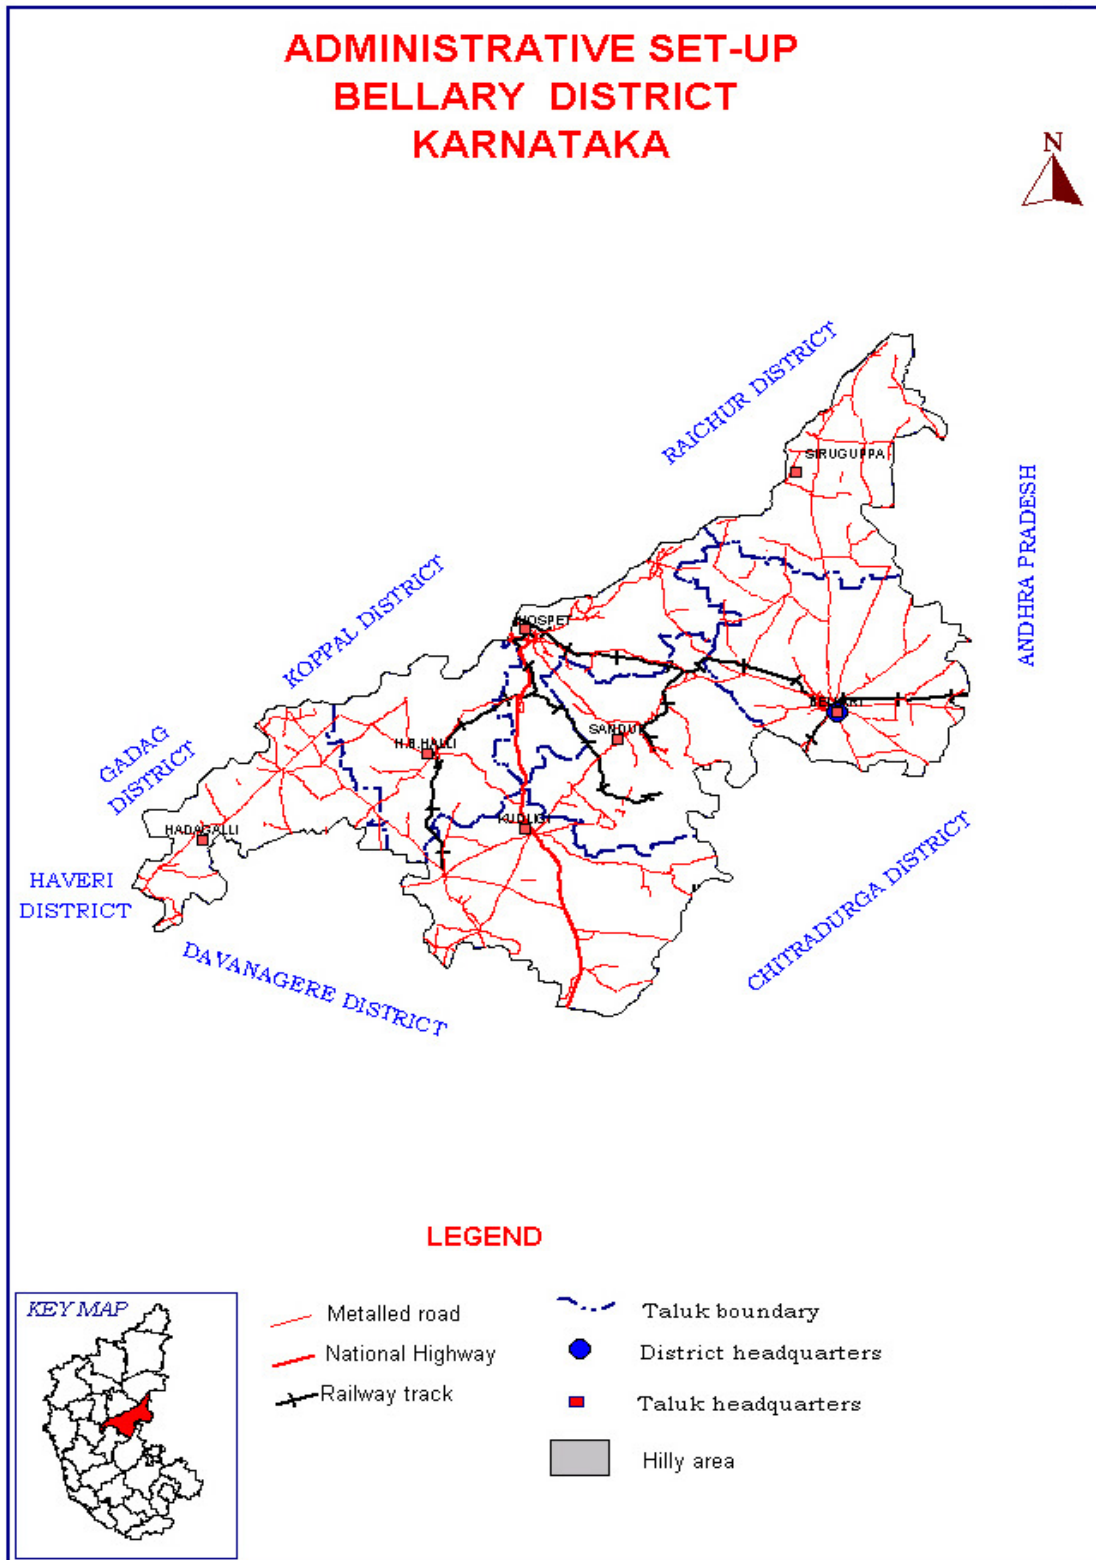 ADMINISTRATIVE SET-UP
BELLARY DISTRICT
KARNATAKA
N
RAICHUR DISTRICT
SIRUGUPPA
ANDHRA PRADESH
KOPPAL DISTRICT
HOSPET
GADAG
DISTRICT
H.B.HALLI
SANDUR
HADAGALLI
KUDLIGI
HAVERI
DISTRICT
CHITRADURGA DISTRICT
DAVANAGERE DISTRICT
LEGEND
KEY MAP
Metalled road
National Highway
Railway track
Taluk boundary
District headquarters
Taluk headquarters
Hilly area